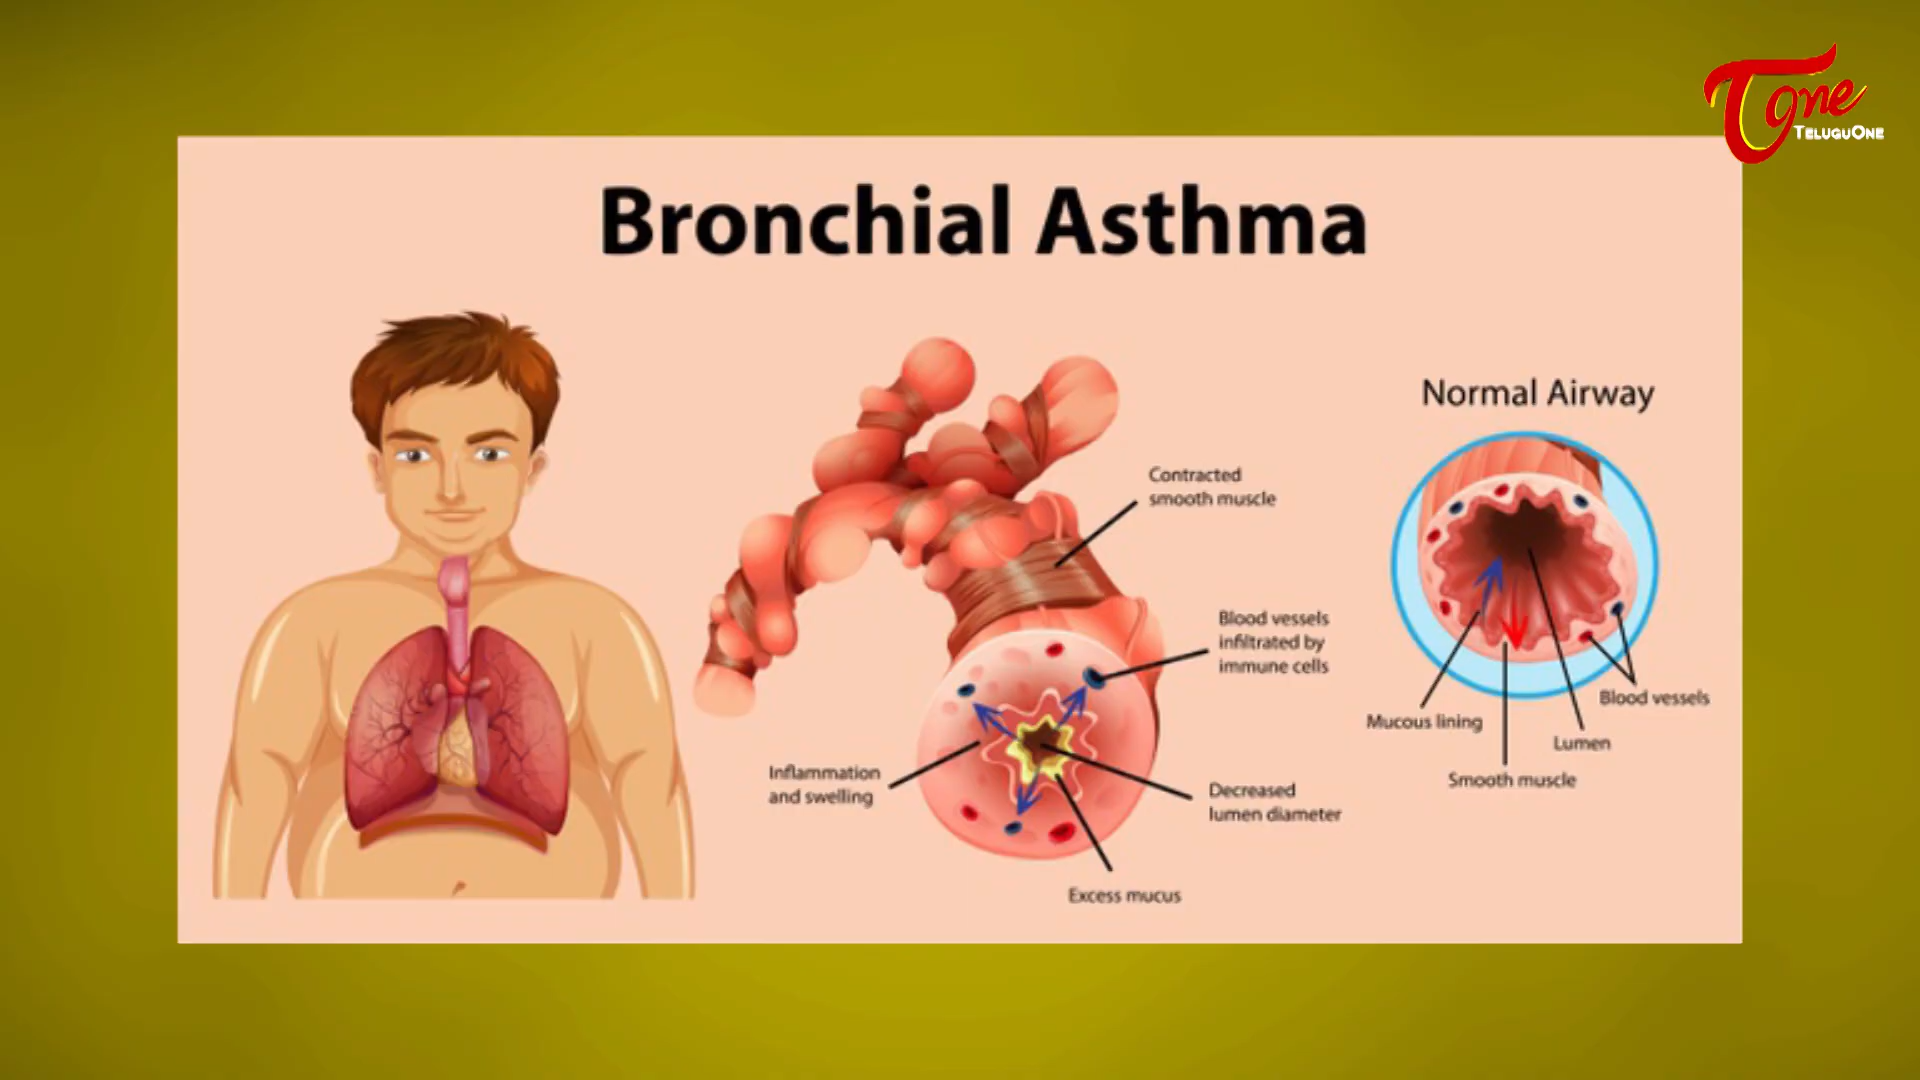 Tone
TELUGUONE
Bronchial Asthma
Normal Airway
Contracted
smooth muscle
Blood vessels
infiltrated by
immune cells
Inflammation
and swelling
Decreased
lumen diameter
Excess mucus
Mucous lining
Smooth muscle
Lumen
Blood vessels